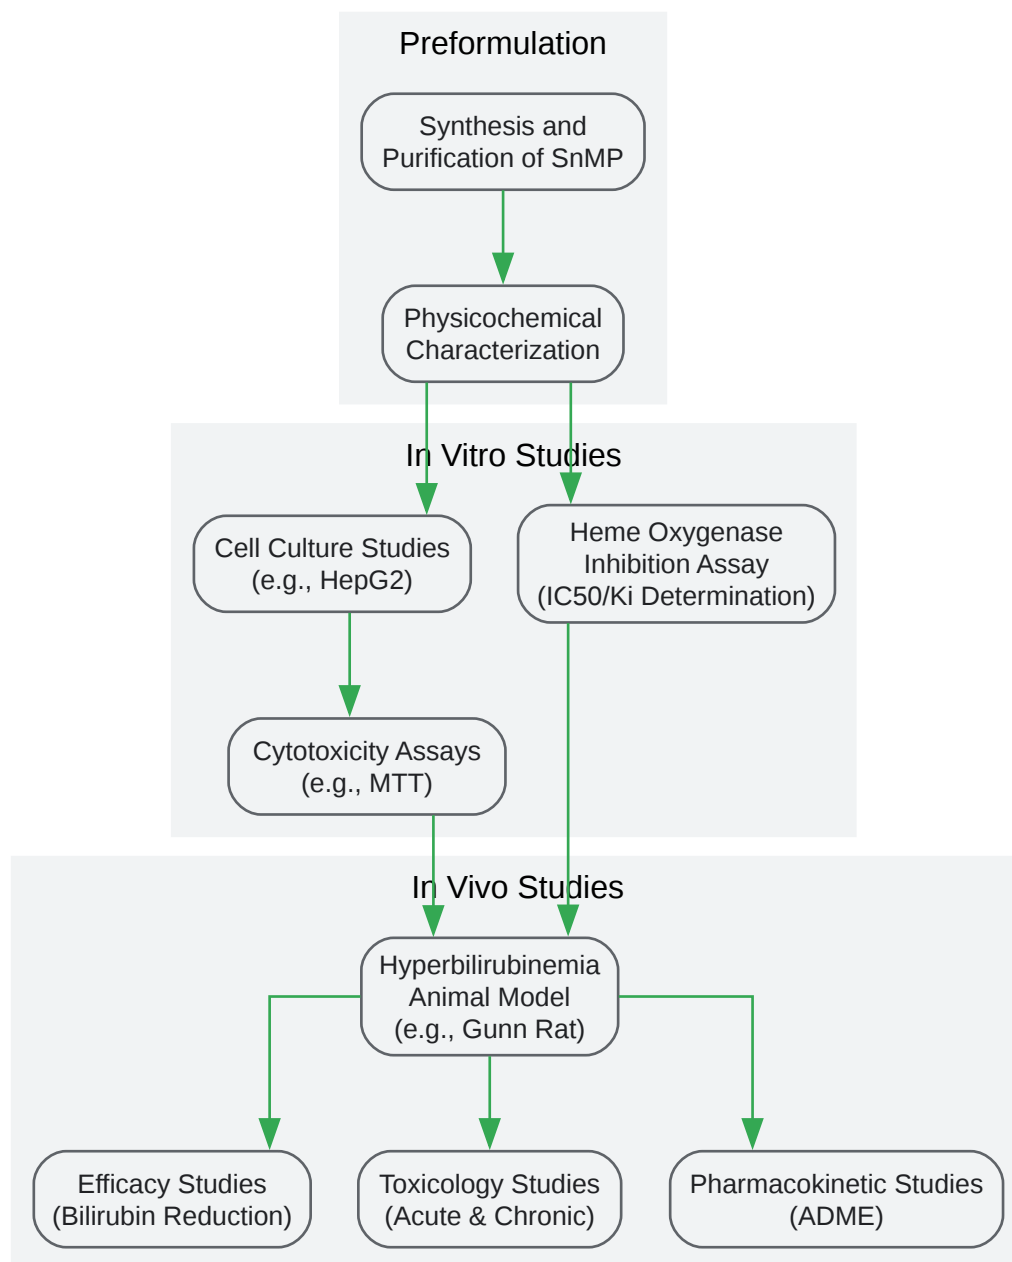 Preformulation
Synthesis and
Purification of SnMP
Physicochemical
Characterization
In Vitro Studies
Cell Culture Studies
(e.g., HepG2)
Heme Oxygenase
Inhibition Assay
(IC50/Ki Determination)
Cytotoxicity Assays
(e.g., MTT)
In Vivo Studies
Hyperbilirubinemia
Animal Model
(e.g., Gunn Rat)
Efficacy Studies
(Bilirubin Reduction)
Toxicology Studies
(Acute & Chronic)
Pharmacokinetic Studies
(ADME)